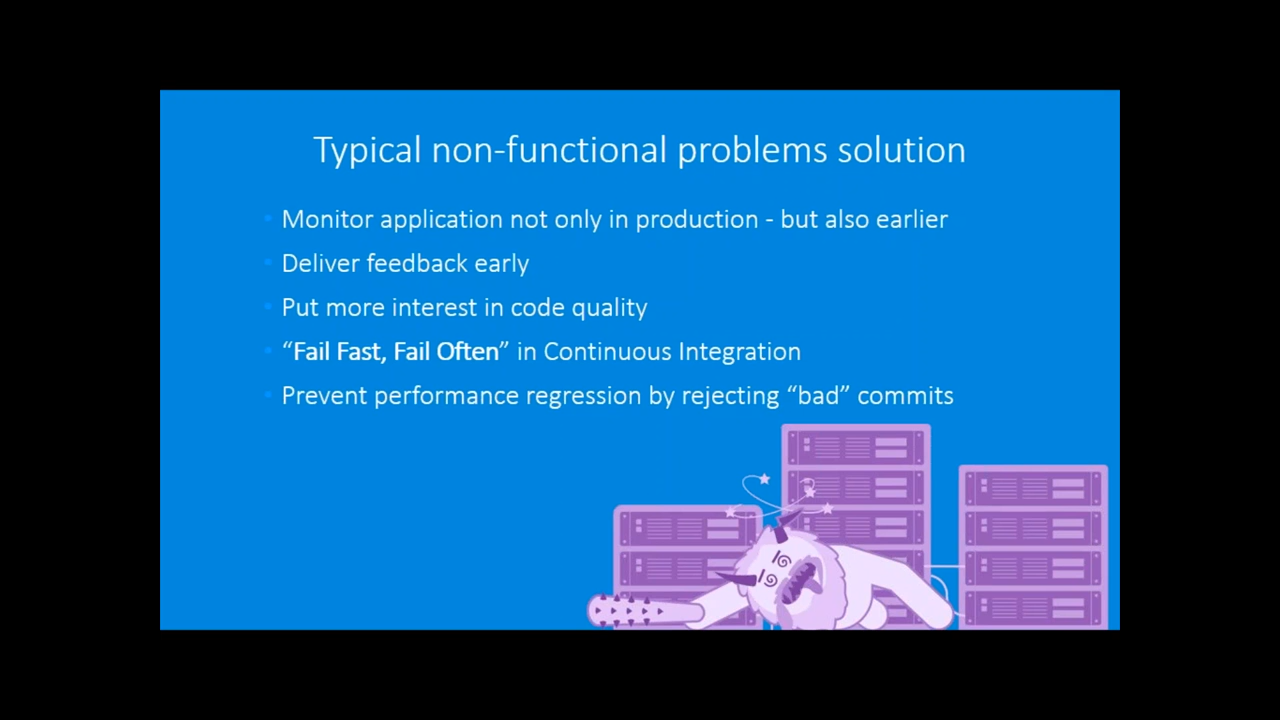 Typical non-functional problems solution
Monitor application not only in production - but also earlier
Deliver feedback early
Put more interest in code quality
“Fail Fast, Fail Often” in Continuous Integration
Prevent performance regression by rejecting “bad” commits